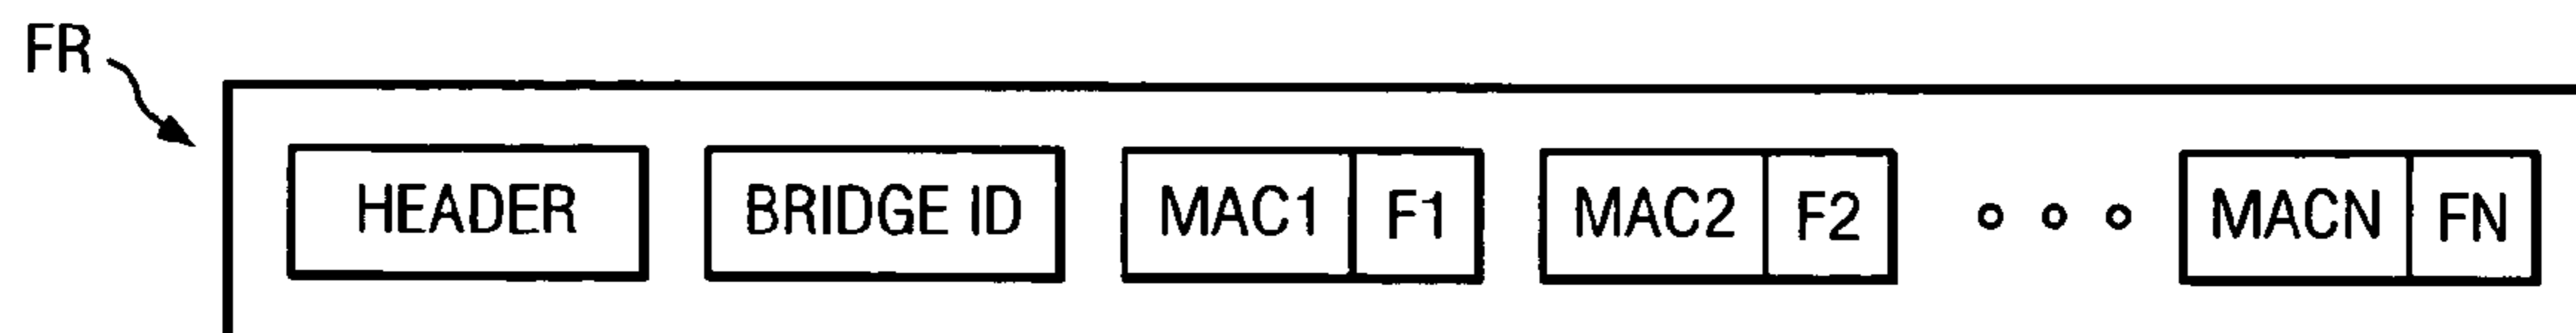 FR
HEADER BRIDGE ID MAC1 F1 MAC2 F2 MACN FN